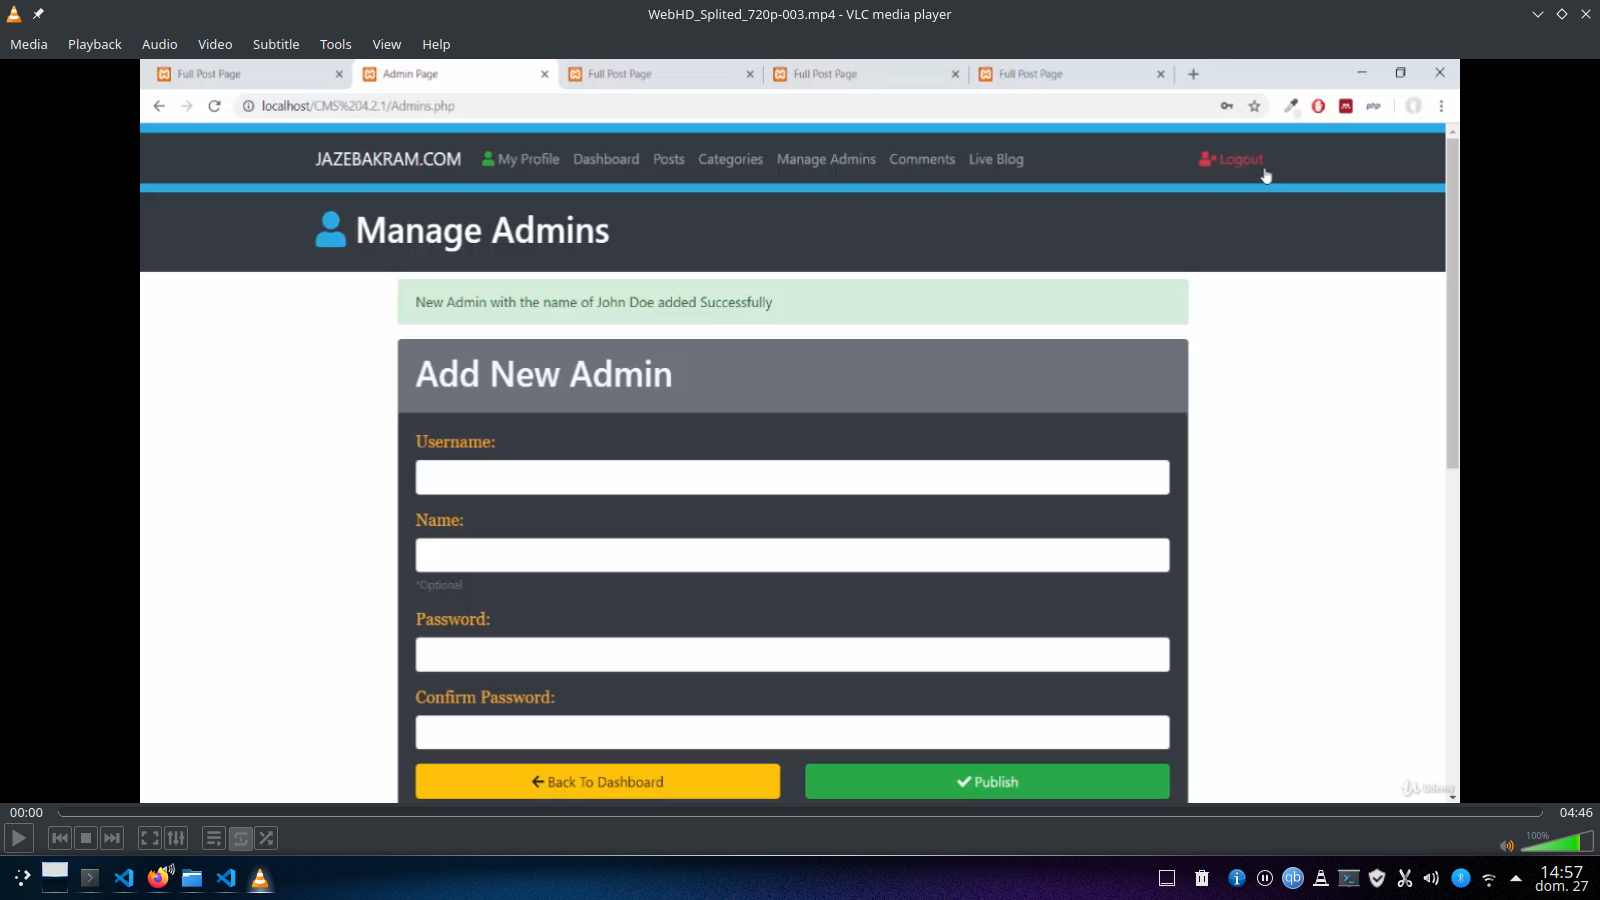 WebHD_Splited_720p-003.mp4 - VLC media player
Media Playback Audio Video Subtitle Tools View Help
Full Post Page Admin Page Full Post Page Full Post Page Full Post Page
localhost/CMS%204.2.1/Admins.php
php
JAZEBAKRAM.COM My Profile Dashboard Posts Categories Manage Admins Comments Live Blog Logout
Manage Admins
New Admin with the name of John Doe added Successfully
Add New Admin
Username:
Name:
*Optional
Password:
Confirm Password:
Back To Dashboard Publish
Udemy
00:00 04:46
100%
qb
14:57
dom. 27